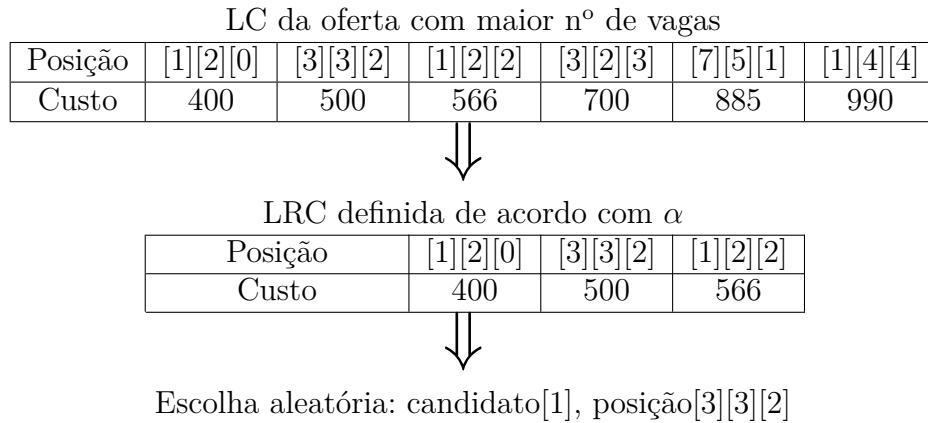 LC da oferta com maior nº de vagas
Posição [1][2][0] [3][3][2] [1][2][2] [3][2][3] [7][5][1] [1][4][4]
Custo 400 500 566 700 885 990
LRC definida de acordo com α
Posição [1][2][0] [3][3][2] [1][2][2]
Custo 400 500 566
Escolha aleatória: candidato[1], posição[3][3][2]